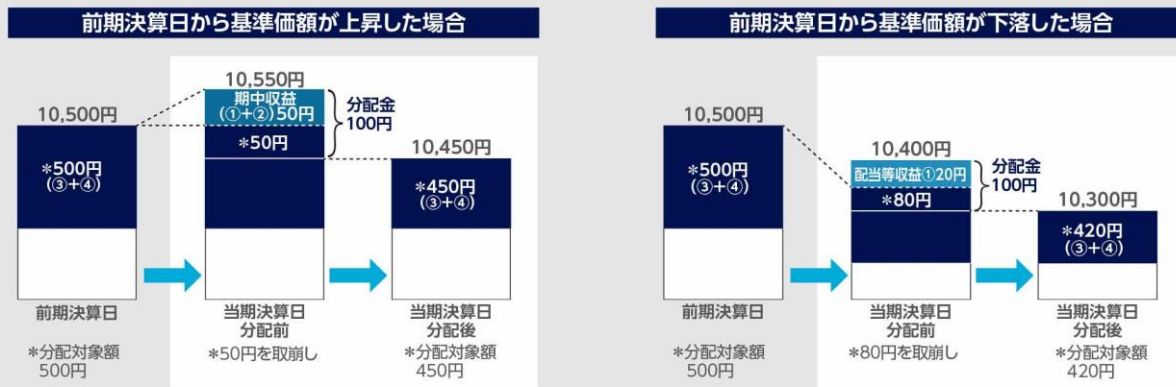 前期決算日から基準価額が上昇した場合
10,500円
*500円
(③+④)
10,550円
期中収益
(①+②)50円
*50円
分配金
100円
10,450円
*450円
(③+④)
前期決算日
当期決算日
分配前
当期決算日
分配後
*分配対象額
500円
*50円を取崩し
*分配対象額
450円
前期決算日から基準価額が下落した場合
10,500円
*500円
(③+④)
10,400円
配当等収益①20円
*80円
分配金
100円
10,300円
*420円
(③+④)
前期決算日
当期決算日
分配前
当期決算日
分配後
*分配対象額
500円
*80円を取崩し
*分配対象額
420円